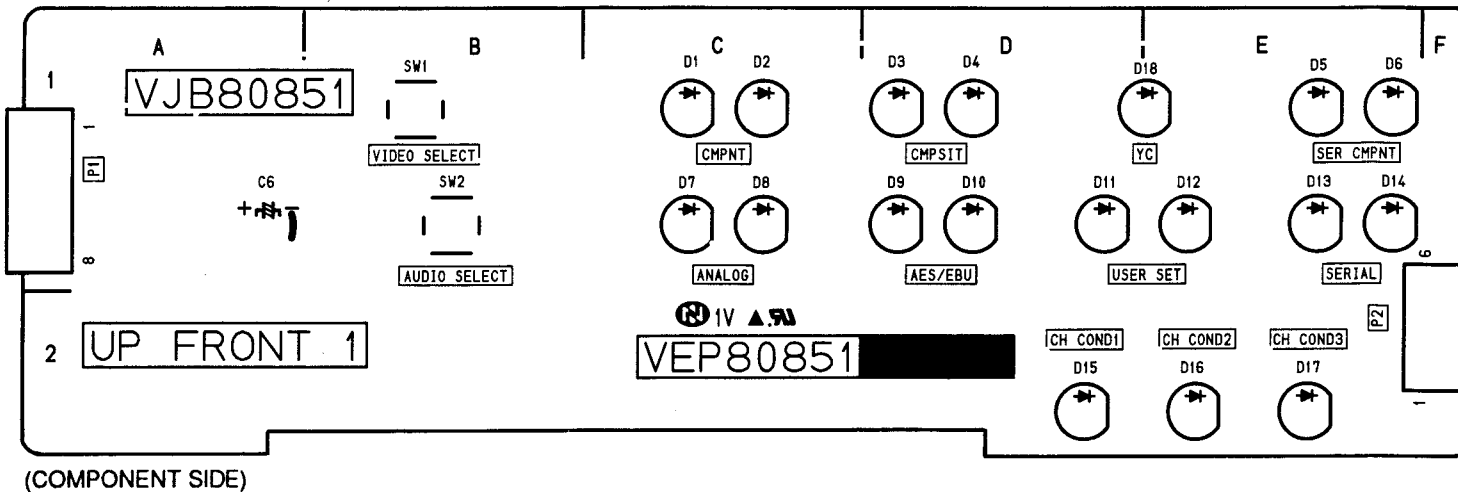 A B C D E F
1
VJB80851
SW1
D1 D2 D3 D4 D18 D5 D6
VIDEO SELECT
CMPNT CMPSIT YC SER CMPNT
1
P1
8
C6
+ -
SW2
D7 D8 D9 D10 D11 D12 D13 D14
AUDIO SELECT
ANALOG AES/EBU USER SET SERIAL
6
P2
1
1V
2
UP FRONT 1
VEP80851
CH COND1 CH COND2 CH COND3
D15 D16 D17
(COMPONENT SIDE)